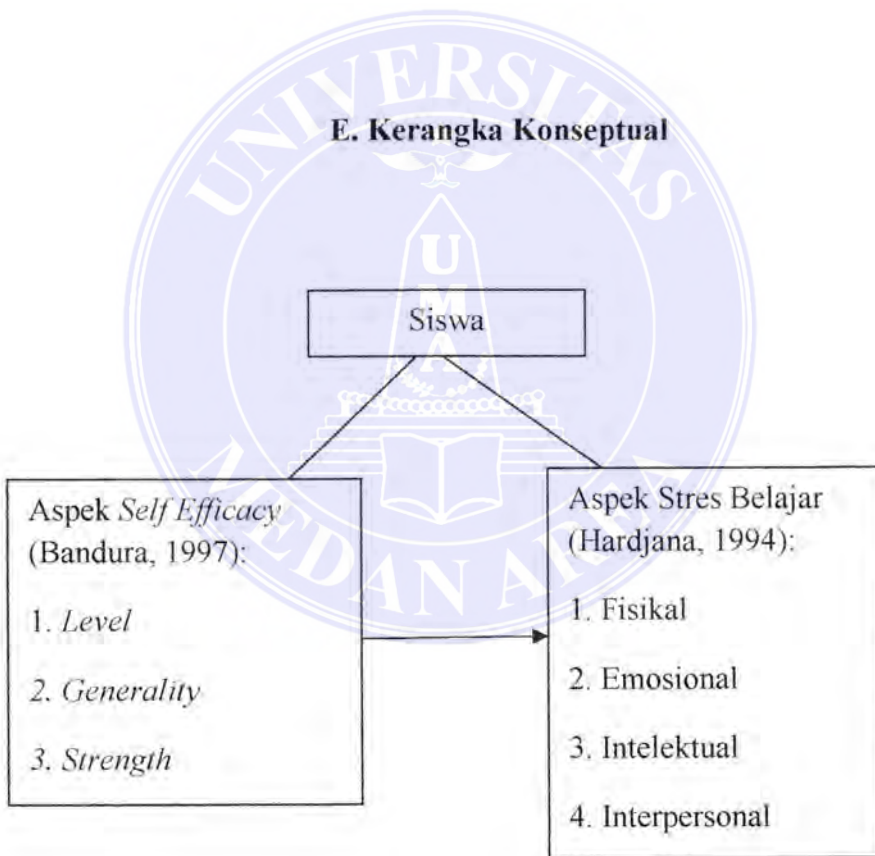 UNIVERSITAS
MEDAN AREA
UMA
E. Kerangka Konseptual
Siswa
Aspek Self Efficacy
(Bandura, 1997):
1. Level
2. Generality
3. Strength
Aspek Stres Belajar
(Hardjana, 1994):
1. Fisikal
2. Emosional
3. Intelektual
4. Interpersonal